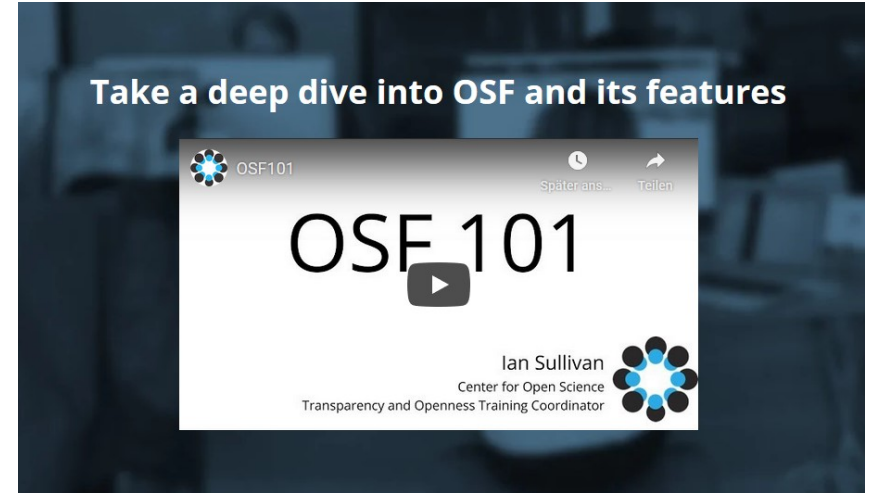 Take a deep dive into OSF and its features
OSF101
Später ans...
Teilen
OSF 101
Ian Sullivan
Center for Open Science
Transparency and Openness Training Coordinator